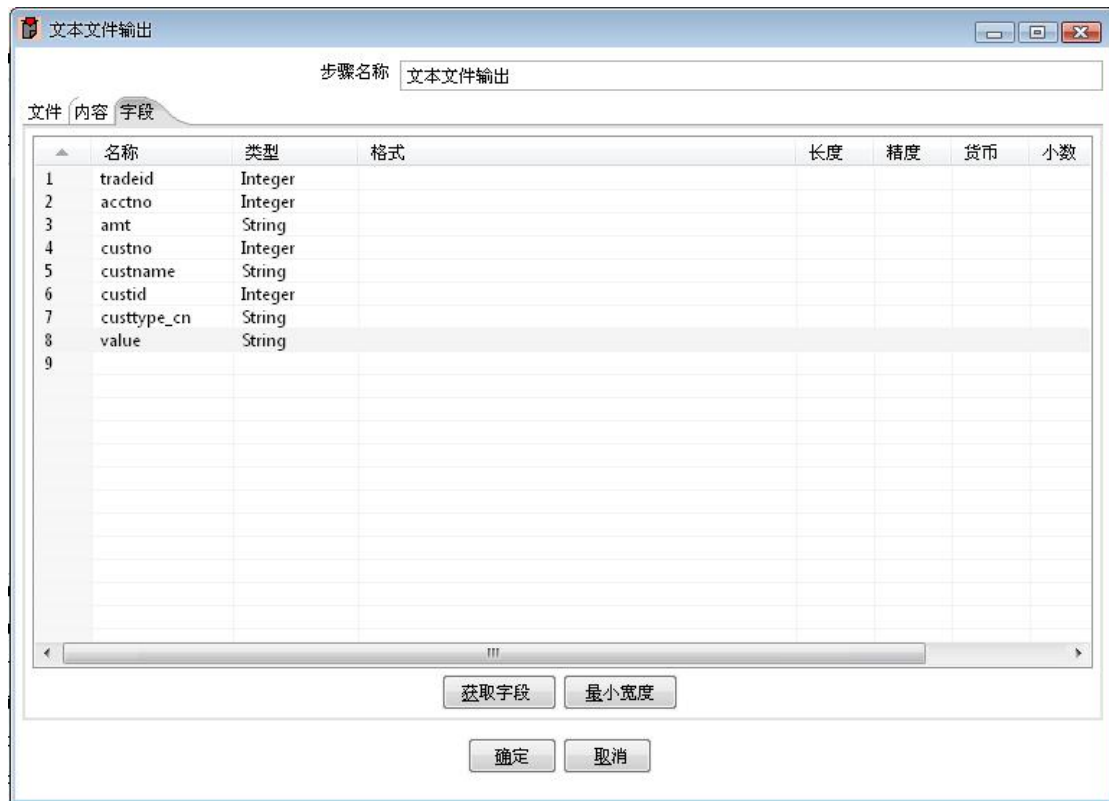 文本文件输出
步骤名称 文本文件输出
文件 内容 字段
名称 类型 格式 长度 精度 货币 小数
1 tradeid Integer
2 acctno Integer
3 amt String
4 custno Integer
5 custname String
6 custid Integer
7 custtype_cn String
8 value String
9
获取字段 最小宽度
确定 取消